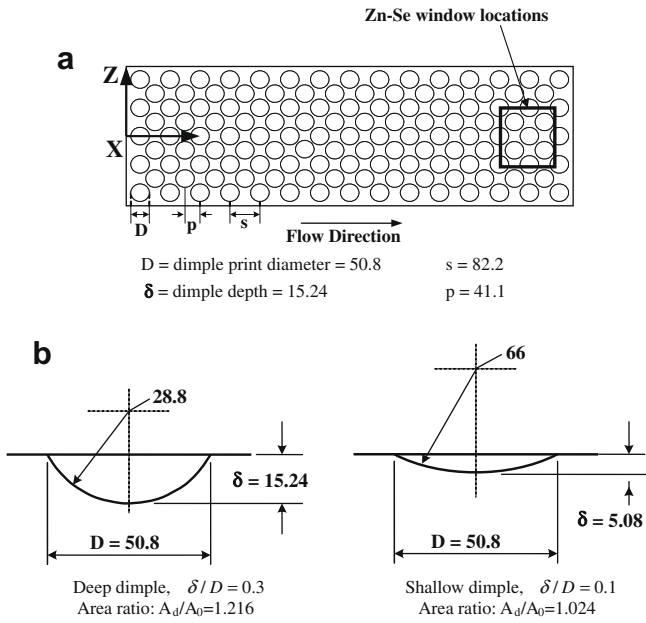 Zn-Se window locations
a
Z
X
D
p
s
Flow Direction
D = dimple print diameter = 50.8
s = 82.2
δ = dimple depth = 15.24
p = 41.1
b
28.8
δ = 15.24
D = 50.8
Deep dimple, δ / D = 0.3
Area ratio: Ad/A0=1.216
66
δ = 5.08
D = 50.8
Shallow dimple, δ / D = 0.1
Area ratio: Ad/A0=1.024